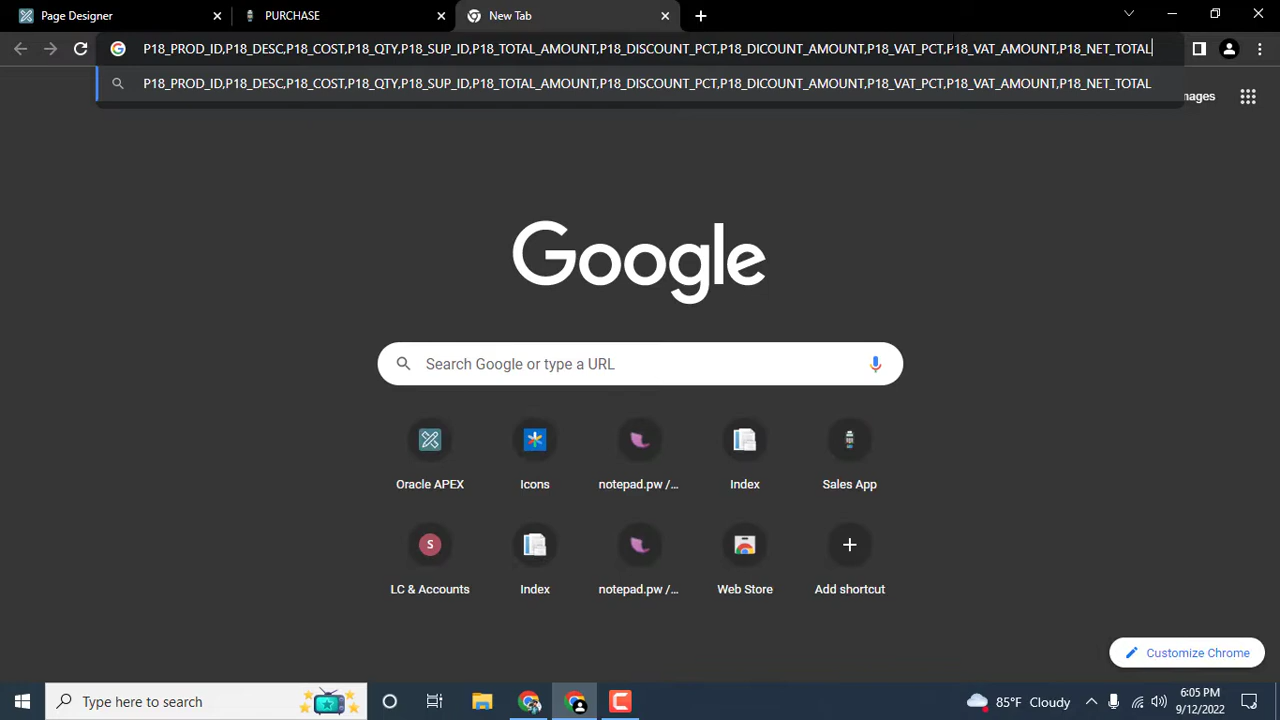 Page Designer
PURCHASE
New Tab
P18_PROD_ID,P18_DESC,P18_COST,P18_QTY,P18_SUP_ID,P18_TOTAL_AMOUNT,P18_DISCOUNT_PCT,P18_DICOUNT_AMOUNT,P18_VAT_PCT,P18_VAT_AMOUNT,P18_NET_TOTAL
P18_PROD_ID,P18_DESC,P18_COST,P18_QTY,P18_SUP_ID,P18_TOTAL_AMOUNT,P18_DISCOUNT_PCT,P18_DICOUNT_AMOUNT,P18_VAT_PCT,P18_VAT_AMOUNT,P18_NET_TOTAL
nages
Google
Search Google or type a URL
Oracle APEX
Icons
notepad.pw /...
Index
Sales App
S
LC & Accounts
Index
notepad.pw /...
Web Store
Add shortcut
Customize Chrome
Type here to search
85°F Cloudy
6:05 PM
9/12/2022